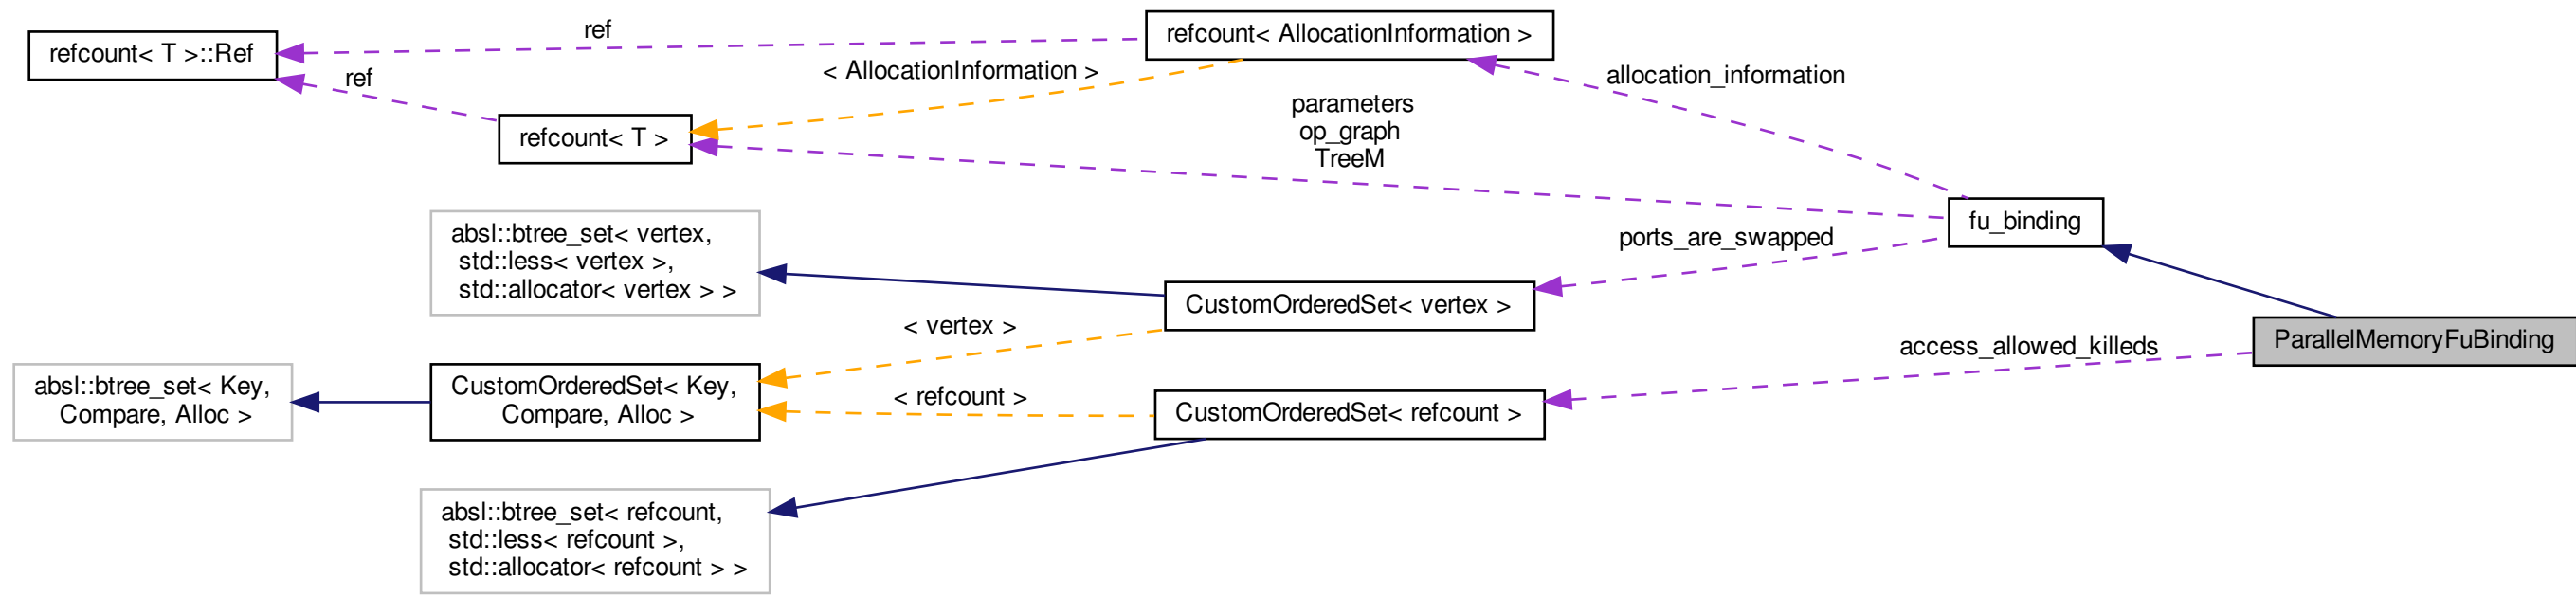 refcount< T >::Ref
ref
ref
refcount< AllocationInformation >
< AllocationInformation >
allocation_information
refcount< T >
parameters
op_graph
TreeM
fu_binding
absl::btree_set< vertex,
std::less< vertex >,
std::allocator< vertex > >
ports_are_swapped
CustomOrderedSet< vertex >
< vertex >
ParallelMemoryFuBinding
access_allowed_killeds
absl::btree_set< Key,
Compare, Alloc >
CustomOrderedSet< Key,
Compare, Alloc >
< refcount >
CustomOrderedSet< refcount >
absl::btree_set< refcount,
std::less< refcount >,
std::allocator< refcount > >